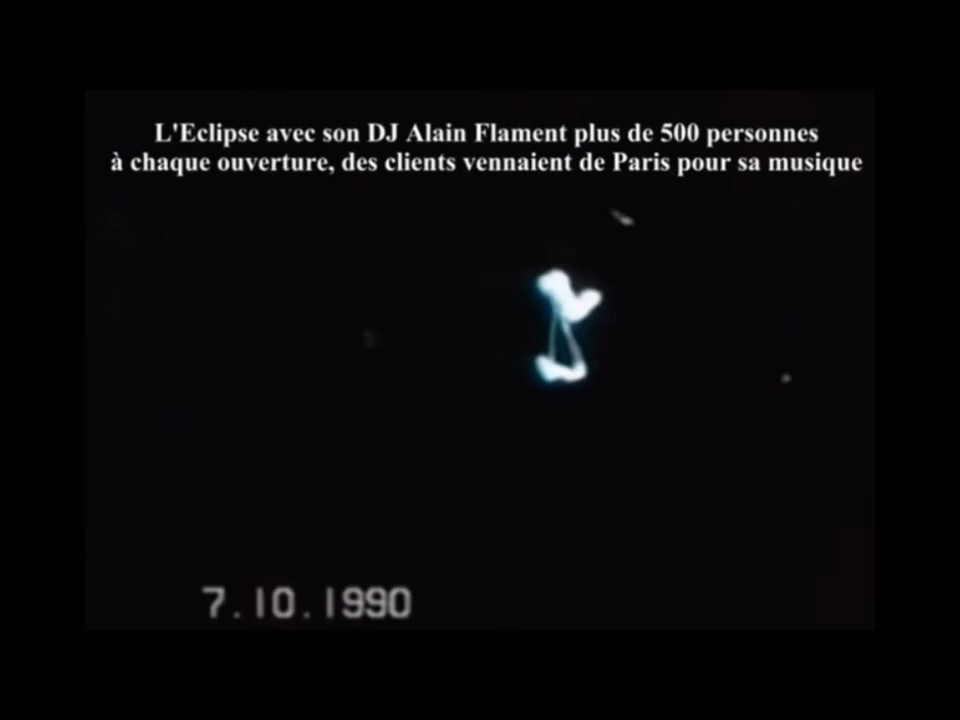 L'Eclipse avec son DJ Alain Flament plus de 500 personnes
à chaque ouverture, des clients vennaient de Paris pour sa musique
7.10.1990